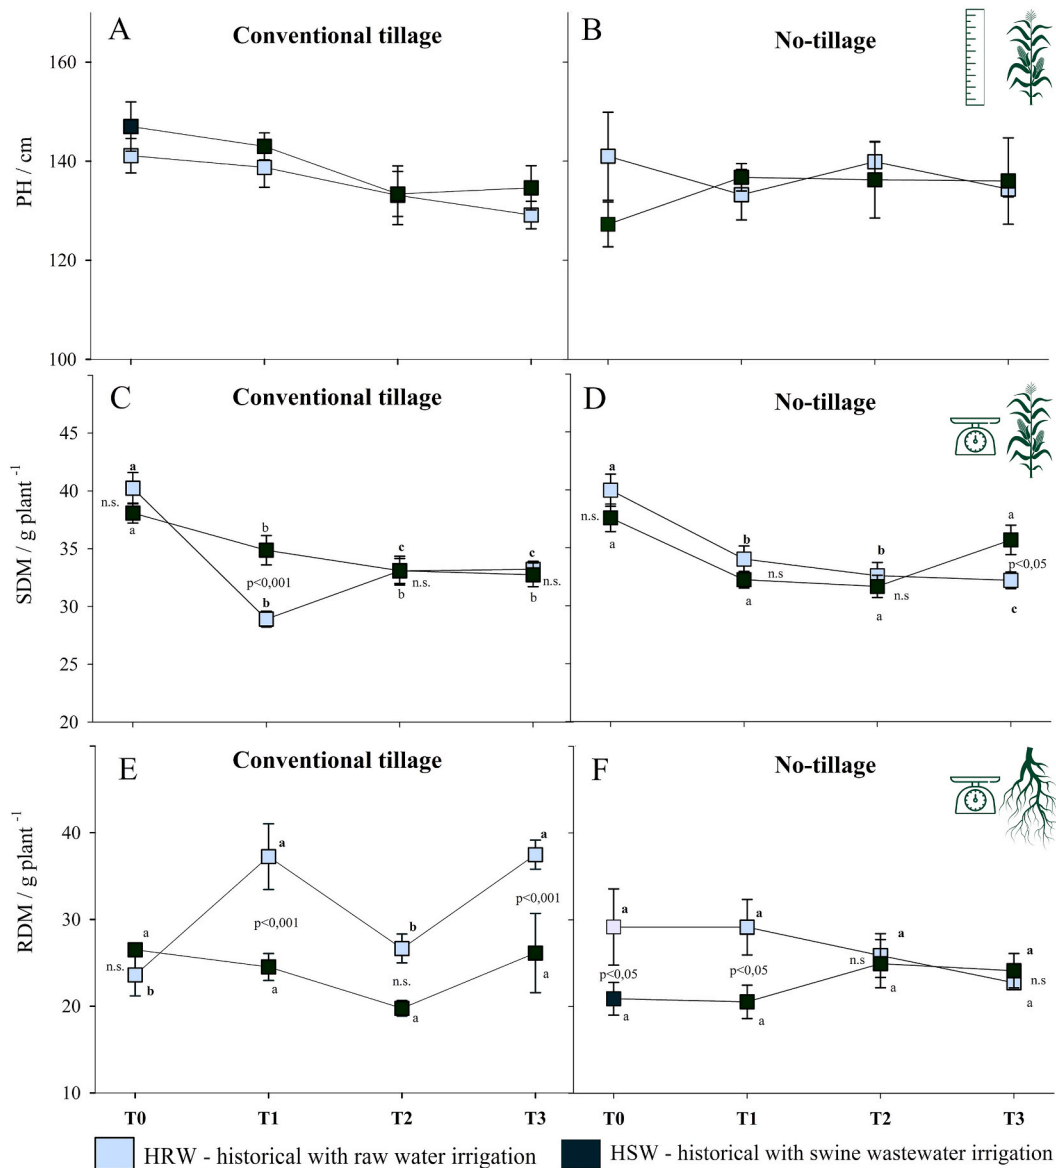 A
Conventional tillage
B
No-tillage
PH / cm
160
140
120
100
C
Conventional tillage
D
No-tillage
SDM / g plant -1
45
40
35
30
25
20
a
n.s.
a
b
p<0,001
b
c
n.s.
b
c
n.s.
b
a
n.s.
a
b
n.s
a
b
n.s
a
a
p<0,05
c
E
Conventional tillage
F
No-tillage
RDM / g plant -1
40
30
20
10
a
n.s.
b
a
p<0,001
a
b
n.s.
a
a
p<0,001
a
a
p<0,05
a
a
p<0,05
a
a
n.s
a
a
n.s
a
T0 T1 T2 T3 T0 T1 T2 T3
HRW - historical with raw water irrigation HSW - historical with swine wastewater irrigation